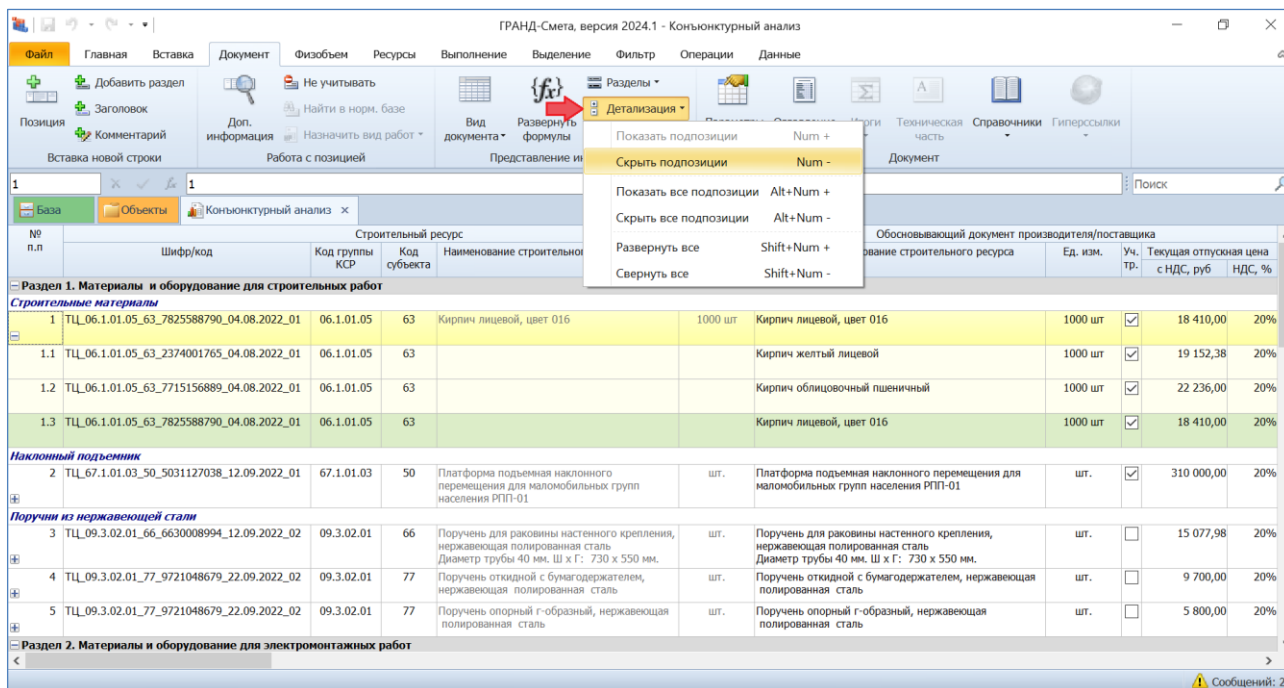 ГРАНД-Смета, версия 2024.1 - Конъюнктурный анализ
Файл Главная Вставка Документ Физобъем Ресурсы Выполнение Выделение Фильтр Операции Данные
Позиция
Добавить раздел
Заголовок
Комментарий
Вставка новой строки
Доп. информация
Не учитывать
Найти в норм. базе
Назначить вид работ
Работа с позицией
Вид документа
Развернуть формулы
Разделы
Детализация
Техническая часть
Справочники
Гиперссылки
Документ
Показать подпозиции Num +
Скрыть подпозиции Num -
Показать все подпозиции Alt+Num +
Скрыть все подпозиции Alt+Num -
Развернуть все Shift+Num +
Свернуть все Shift+Num -
1 fx 1 Поиск
База Объекты Конъюнктурный анализ ×
№ п.п Строительный ресурс Обосновывающий документ производителя/поставщика
Шифр/код Код группы КСР Код субъекта Ед. изм. Уч. тр. Текущая отпускная цена
с НДС, руб НДС, %
Раздел 1. Материалы и оборудование для строительных работ
Строительные материалы
1 ТЦ_06.1.01.05_63_7825588790_04.08.2022_01 06.1.01.05 63 Кирпич лицевой, цвет 016 1000 шт Кирпич лицевой, цвет 016 1000 шт 18 410,00 20%
1.1 ТЦ_06.1.01.05_63_2374001765_04.08.2022_01 06.1.01.05 63 Кирпич желтый лицевой 1000 шт 19 152,38 20%
1.2 ТЦ_06.1.01.05_63_7715156889_04.08.2022_01 06.1.01.05 63 Кирпич облицовочный пшеничный 1000 шт 22 236,00 20%
1.3 ТЦ_06.1.01.05_63_7825588790_04.08.2022_01 06.1.01.05 63 Кирпич лицевой, цвет 016 1000 шт 18 410,00 20%
Наклонный подъемник
2 ТЦ_67.1.01.03_50_5031127038_12.09.2022_01 67.1.01.03 50 Платформа подъемная наклонного шт. Платформа подъемная наклонного перемещения для шт. 310 000,00 20%
перемещения для маломобильных групп маломобильных групп населения РПП-01
населения РПП-01
Поручни из нержавеющей стали
3 ТЦ_09.3.02.01_66_6630008994_12.09.2022_02 09.3.02.01 66 Поручень для раковины настенного крепления, шт. Поручень для раковины настенного крепления, шт. 15 077,98 20%
нержавеющая полированная сталь нержавеющая полированная сталь
Диаметр трубы 40 мм. Ш х Г: 730 х 550 мм. Диаметр трубы 40 мм. Ш х Г: 730 х 550 мм.
4 ТЦ_09.3.02.01_77_9721048679_22.09.2022_02 09.3.02.01 77 Поручень откидной с бумагодержателем, шт. Поручень откидной с бумагодержателем, нержавеющая шт. 9 700,00 20%
нержавеющая полированная сталь полированная сталь
5 ТЦ_09.3.02.01_77_9721048679_22.09.2022_02 09.3.02.01 77 Поручень опорный г-образный, нержавеющая шт. Поручень опорный г-образный, нержавеющая шт. 5 800,00 20%
полированная сталь полированная сталь
Раздел 2. Материалы и оборудование для электромонтажных работ
Сообщений: 2